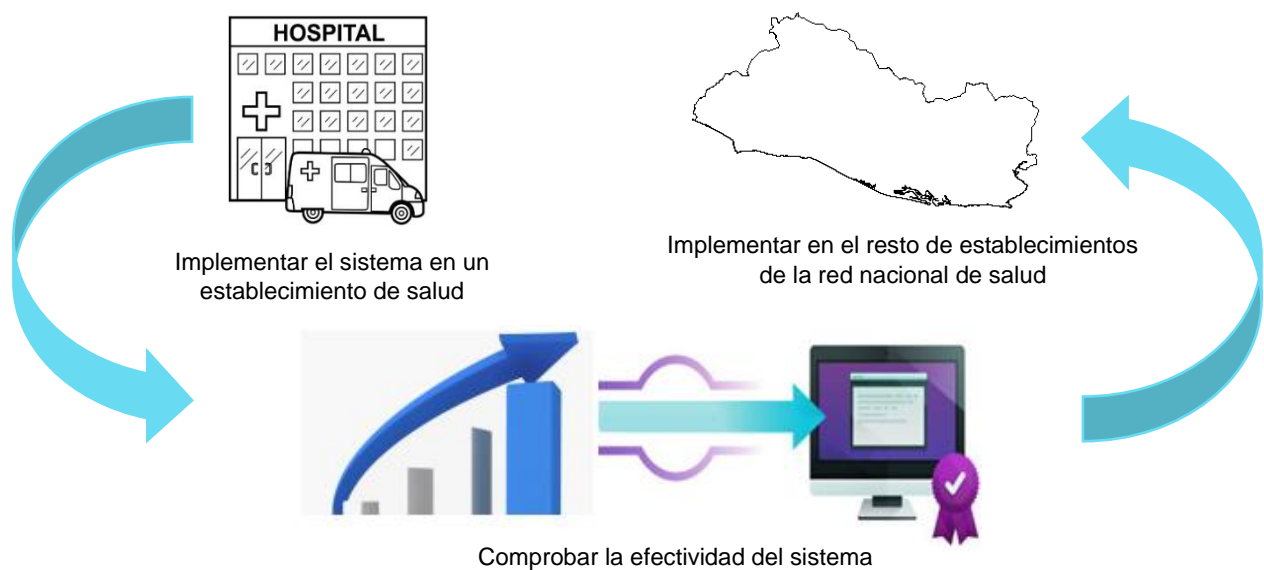 HOSPITAL
Implementar el sistema en un
establecimiento de salud
Implementar en el resto de establecimientos
de la red nacional de salud
Comprobar la efectividad del sistema